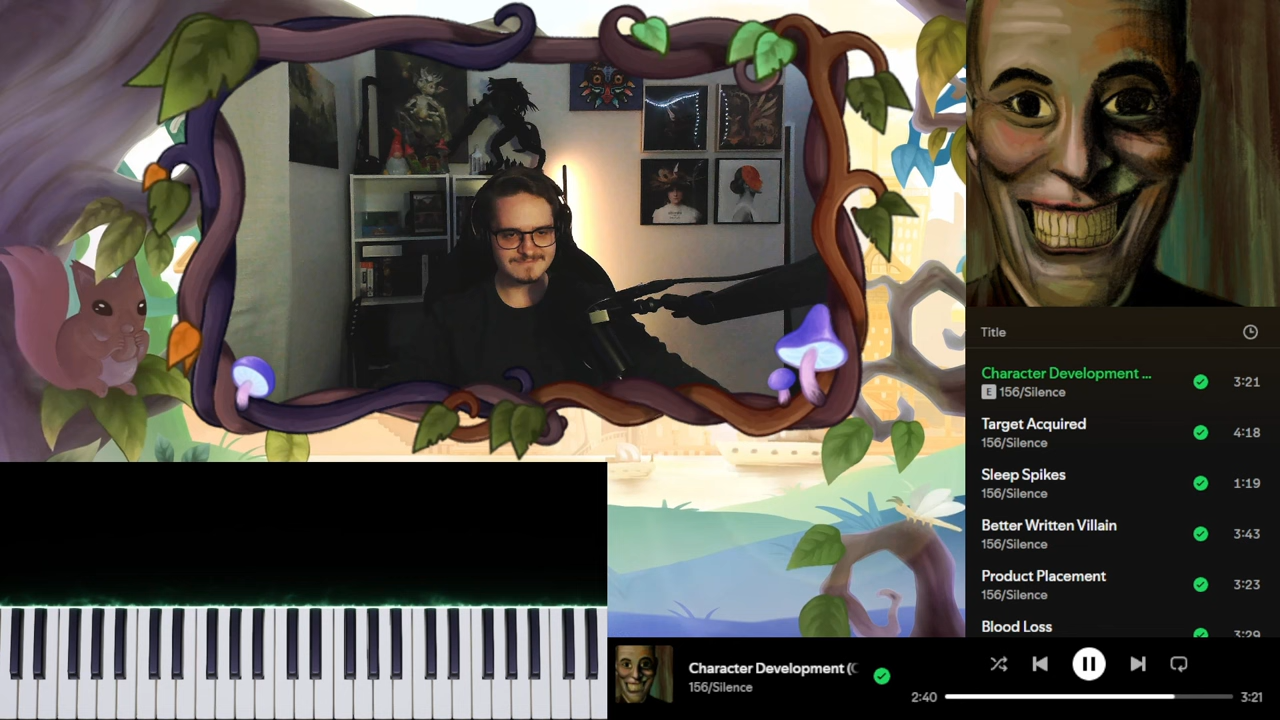 Title
Character Development ...
E 156/Silence
3:21
Target Acquired
156/Silence
4:18
Sleep Spikes
156/Silence
1:19
Better Written Villain
156/Silence
3:43
Product Placement
156/Silence
3:23
Blood Loss
3:29
Character Development (
156/Silence
2:40
3:21